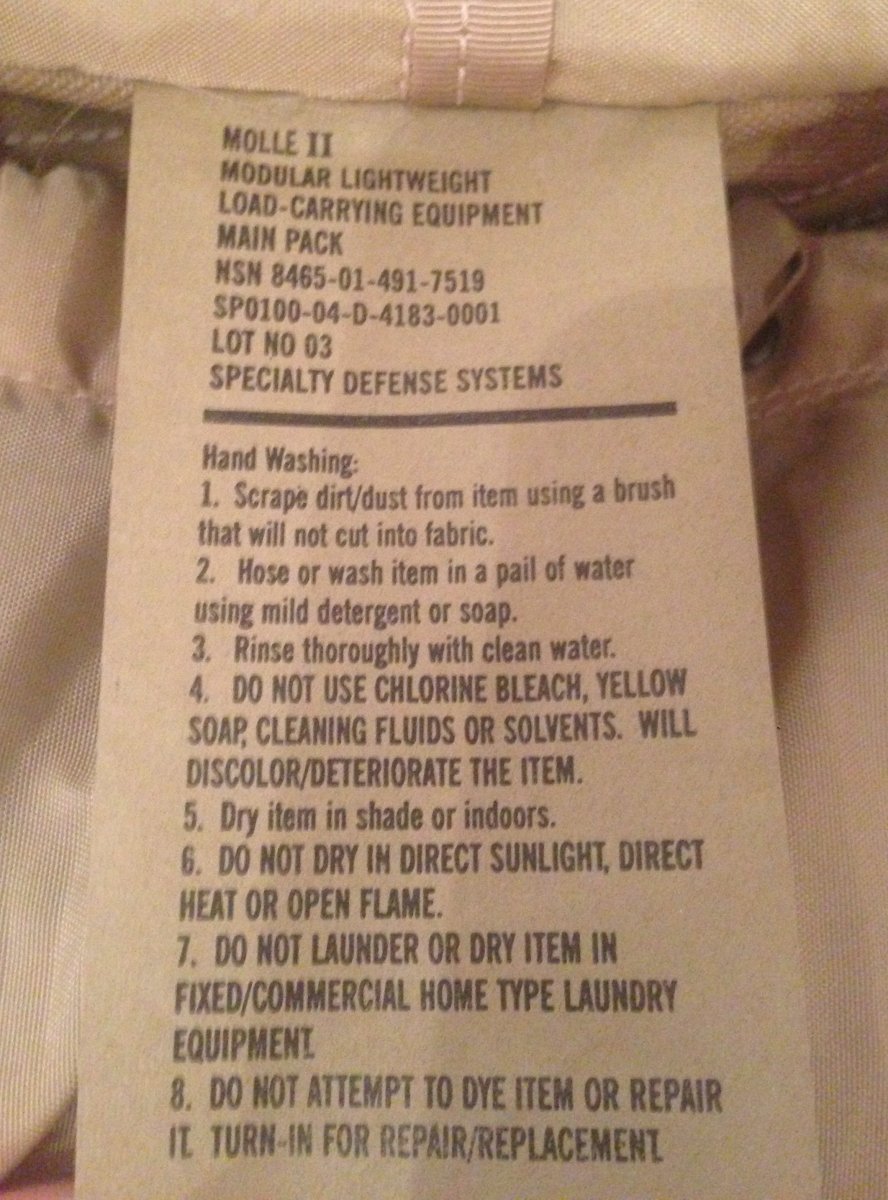 MOLLE II
MODULAR LIGHTWEIGHT
LOAD-CARRYING EQUIPMENT
MAIN PACK
NSN 8465-01-491-7519
SP0100-04-D-4183-0001
LOT NO 03
SPECIALTY DEFENSE SYSTEMS
Hand Washing:
1. Scrape dirt/dust from item using a brush
that will not cut into fabric.
2. Hose or wash item in a pail of water
using mild detergent or soap.
3. Rinse thoroughly with clean water.
4. DO NOT USE CHLORINE BLEACH, YELLOW
SOAP, CLEANING FLUIDS OR SOLVENTS. WILL
DISCOLOR/DETERIORATE THE ITEM.
5. Dry item in shade or indoors.
6. DO NOT DRY IN DIRECT SUNLIGHT, DIRECT
HEAT OR OPEN FLAME.
7. DO NOT LAUNDER OR DRY ITEM IN
FIXED/COMMERCIAL HOME TYPE LAUNDRY
EQUIPMENT.
8. DO NOT ATTEMPT TO DYE ITEM OR REPAIR
IT. TURN-IN FOR REPAIR/REPLACEMENT.